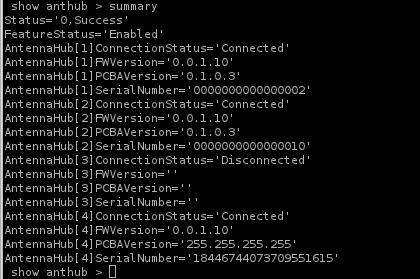 show anthub > summary
Status='0,Success'
FeatureStatus='Enabled'
AntennaHub[1]ConnectionStatus='Connected'
AntennaHub[1]FWVersion='0.0.1.10'
AntennaHub[1]PCBAVersion='0.1.0.3'
AntennaHub[1]SerialNumber='0000000000000002'
AntennaHub[2]ConnectionStatus='Connected'
AntennaHub[2]FWVersion='0.0.1.10'
AntennaHub[2]PCBAVersion='0.1.0.3'
AntennaHub[2]SerialNumber='0000000000000010'
AntennaHub[3]ConnectionStatus='Disconnected'
AntennaHub[3]FWVersion=''
AntennaHub[3]PCBAVersion=''
AntennaHub[3]SerialNumber=''
AntennaHub[4]ConnectionStatus='Connected'
AntennaHub[4]FWVersion='0.0.1.10'
AntennaHub[4]PCBAVersion='255.255.255.255'
AntennaHub[4]SerialNumber='18446744073709551615'
show anthub >